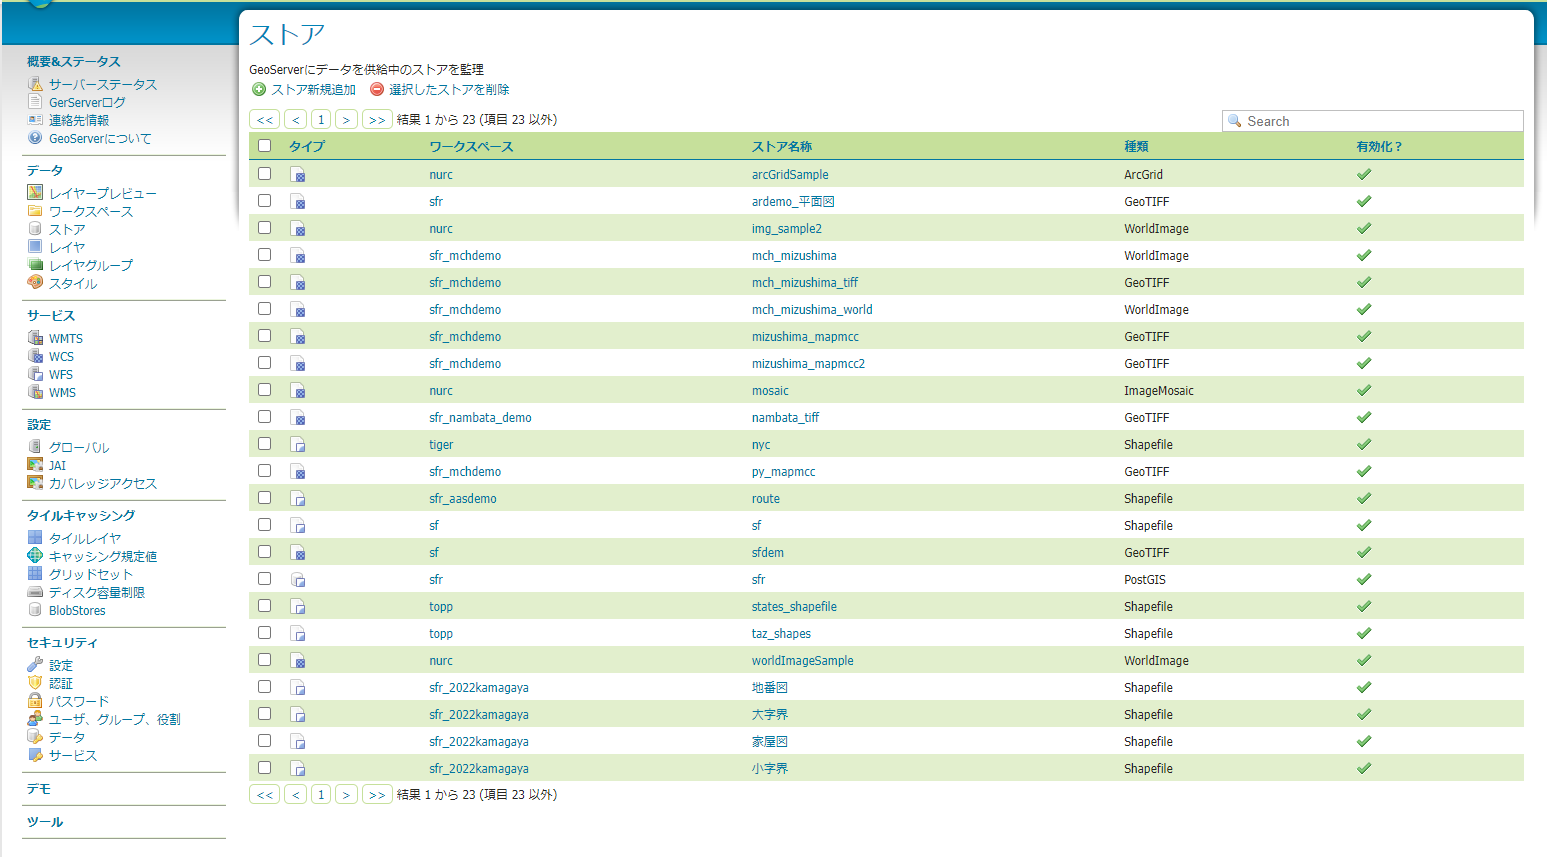 ストア
概要&ステータス
サーバーステータス
GerServerログ
連絡先情報
GeoServerについて
データ
レイヤープレビュー
ワークスペース
ストア
レイヤ
レイヤグループ
スタイル
サービス
WMTS
WCS
WFS
WMS
設定
グローバル
JAI
カバレッジアクセス
タイルキャッシング
タイルレイヤ
キャッシング規定値
グリッドセット
ディスク容量制限
BlobStores
セキュリティ
設定
認証
パスワード
ユーザ、グループ、役割
データ
サービス
デモ
ツール
GeoServerにデータを供給中のストアを監理
ストア新規追加 選択したストアを削除
<< < 1 > >> 結果 1 から 23 (項目 23 以外) Search
タイプ ワークスペース ストア名称 種類 有効化？
nurc arcGridSample ArcGrid
sfr ardemo_平面図 GeoTIFF
nurc img_sample2 WorldImage
sfr_mchdemo mch_mizushima WorldImage
sfr_mchdemo mch_mizushima_tiff GeoTIFF
sfr_mchdemo mch_mizushima_world WorldImage
sfr_mchdemo mizushima_mapmcc GeoTIFF
sfr_mchdemo mizushima_mapmcc2 GeoTIFF
nurc mosaic ImageMosaic
sfr_nambata_demo nambata_tiff GeoTIFF
tiger nyc Shapefile
sfr_mchdemo py_mapmcc GeoTIFF
sfr_aasdemo route Shapefile
sf sf Shapefile
sf sfdem GeoTIFF
sfr sfr PostGIS
topp states_shapefile Shapefile
topp taz_shapes Shapefile
nurc worldImageSample WorldImage
sfr_2022kamagaya 地番図 Shapefile
sfr_2022kamagaya 大字界 Shapefile
sfr_2022kamagaya 家屋図 Shapefile
sfr_2022kamagaya 小字界 Shapefile
<< < 1 > >> 結果 1 から 23 (項目 23 以外)